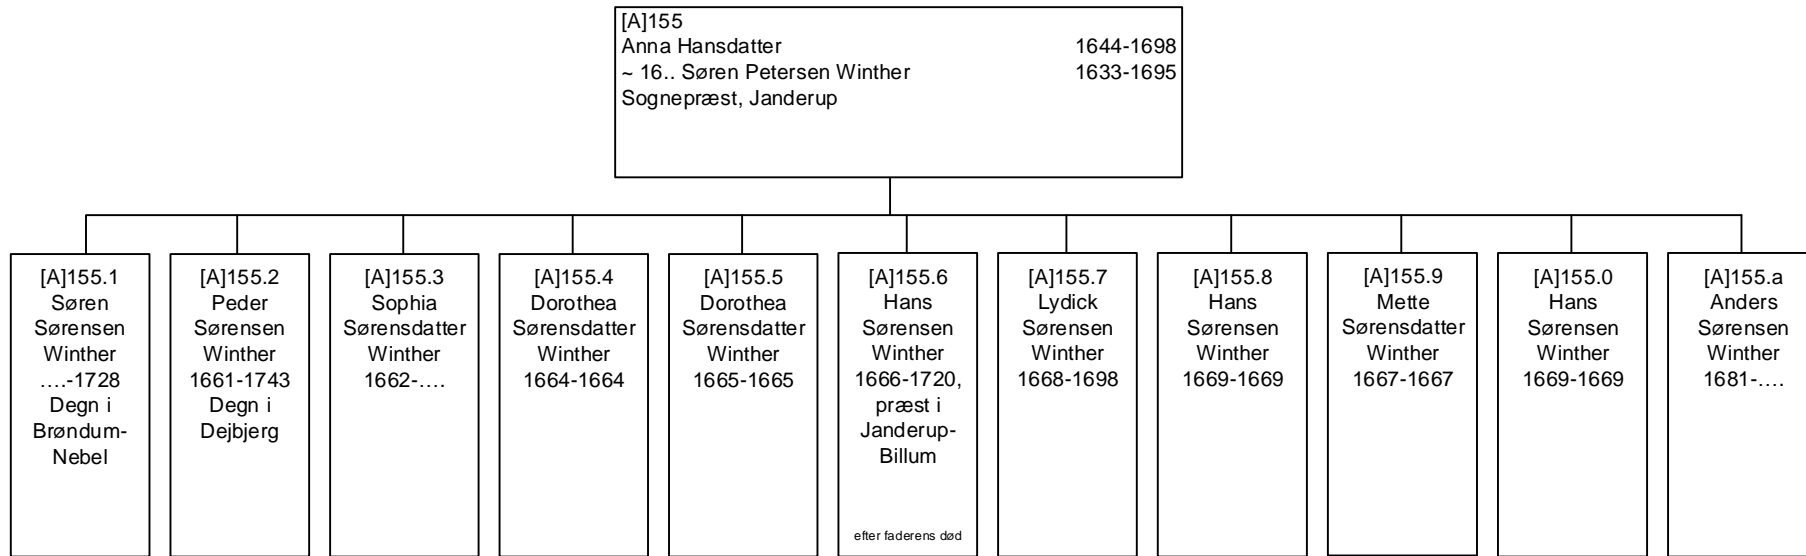 [A]155
Anna Hansdatter 1644-1698
~ 16.. Søren Petersen Winther 1633-1695
Sognepræst, Janderup
[A]155.1
Søren
Sørensen
Winther
....-1728
Degn i
Brøndum-
Nebel
[A]155.2
Peder
Sørensen
Winther
1661-1743
Degn i
Dejbjerg
[A]155.3
Sophia
Sørensdatter
Winther
1662-....
[A]155.4
Dorothea
Sørensdatter
Winther
1664-1664
[A]155.5
Dorothea
Sørensdatter
Winther
1665-1665
[A]155.6
Hans
Sørensen
Winther
1666-1720,
præst i
Janderup-
Billum
efter faderens død
[A]155.7
Lydick
Sørensen
Winther
1668-1698
[A]155.8
Hans
Sørensen
Winther
1669-1669
[A]155.9
Mette
Sørensdatter
Winther
1667-1667
[A]155.0
Hans
Sørensen
Winther
1669-1669
[A]155.a
Anders
Sørensen
Winther
1681-....